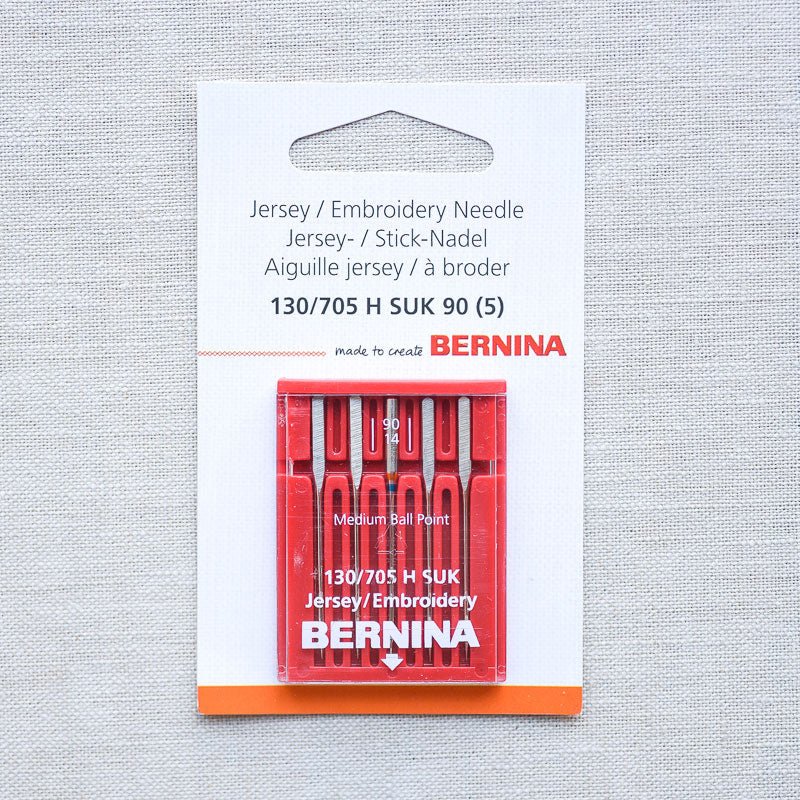 Jersey / Embroidery Needle
Jersey- / Stick-Nadel
Aiguille jersey / à broder
130/705 H SUK 90 (5)
made to create BERNINA
90
14
Medium Ball Point
130/705 H SUK
Jersey/Embroidery
BERNINA